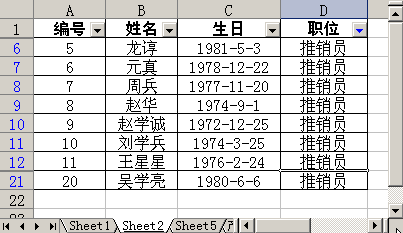 A B C D
1 编号 姓名 生日 职位
6 5 龙谆 1981-5-3 推销员
7 6 元真 1978-12-22 推销员
8 7 周兵 1977-11-20 推销员
9 8 赵华 1974-9-1 推销员
10 9 赵学诚 1972-12-25 推销员
11 10 刘学兵 1974-3-25 推销员
12 11 王星星 1976-2-24 推销员
21 20 吴学亮 1980-6-6 推销员
22
Sheet1 Sheet2 Sheet5